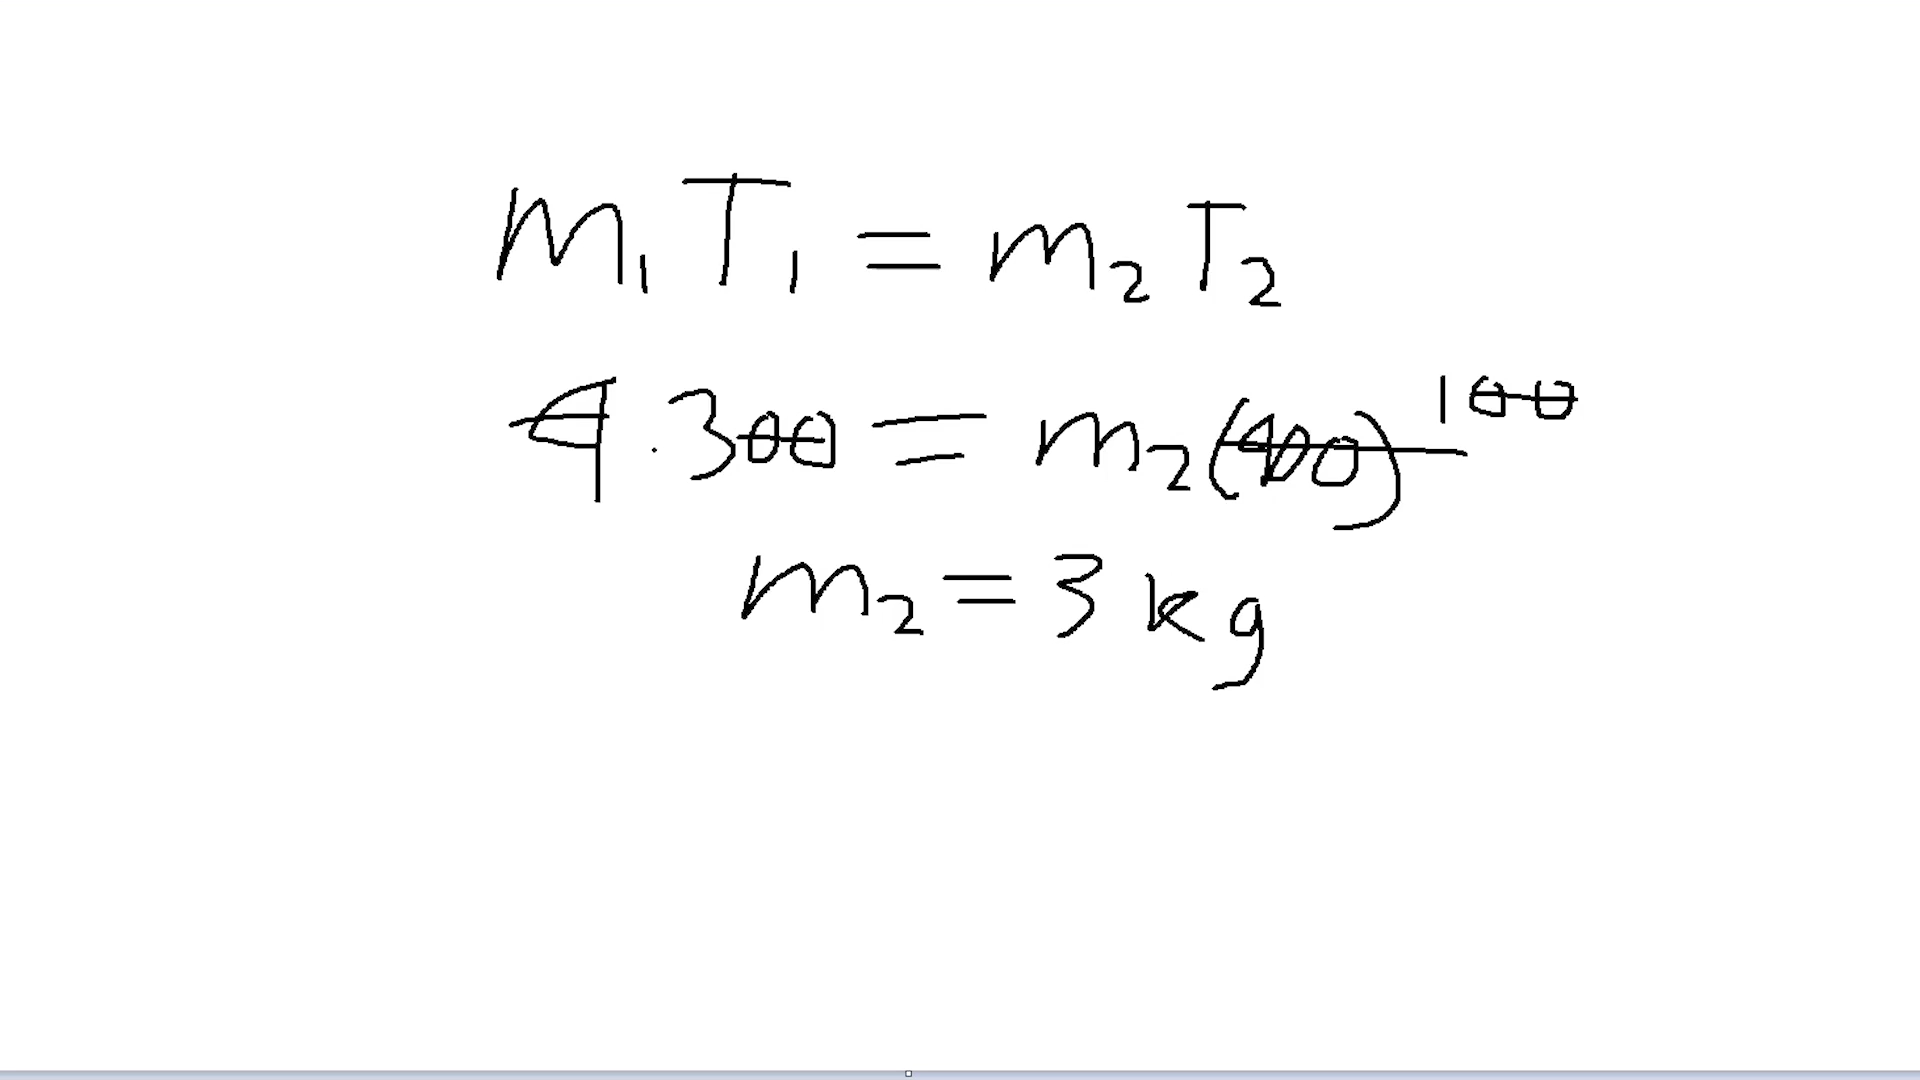 m₁T₁ = m₂T₂
4 · 300 = m₂(400) 100
m₂ = 3 kg